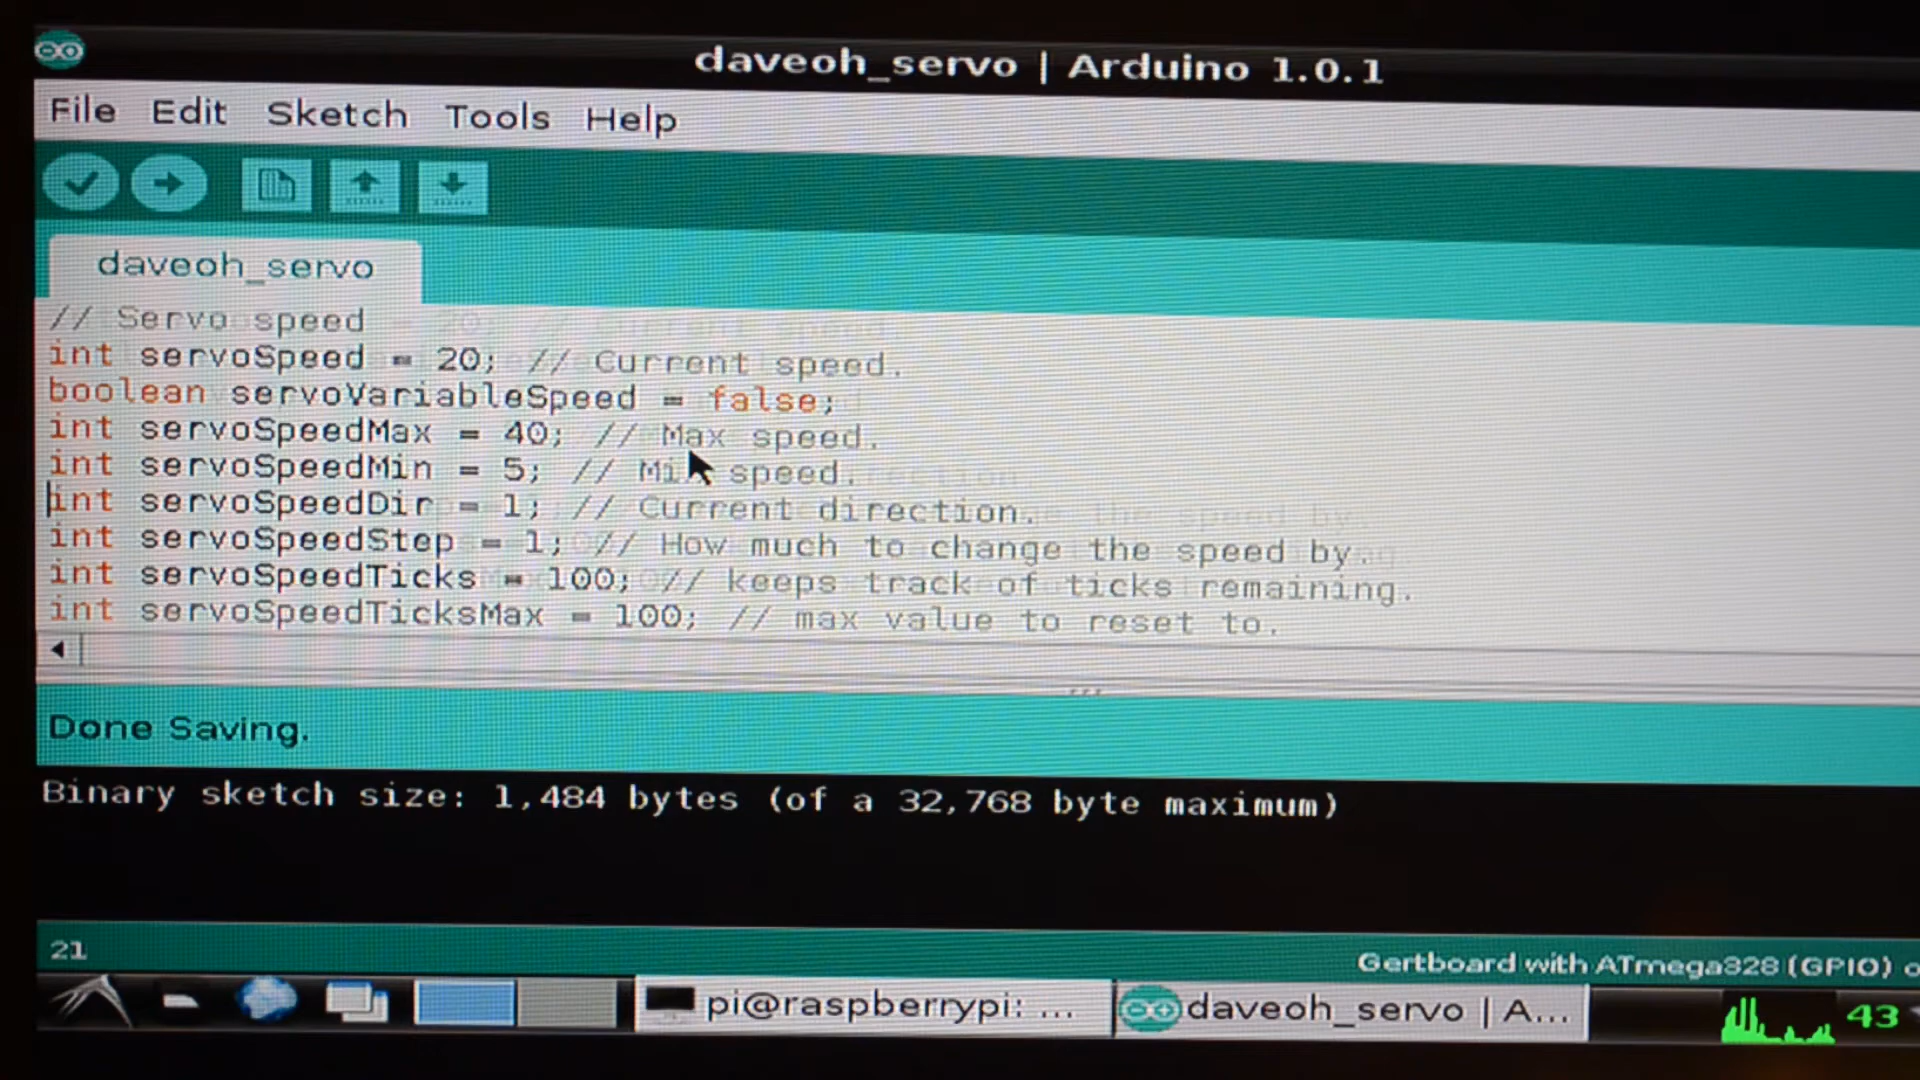 daveoh_servo | Arduino 1.0.1
File Edit Sketch Tools Help
daveoh_servo
// Servo speed
int servoSpeed = 20; // Current speed.
boolean servoVariableSpeed = false;
int servoSpeedMax = 40; // Max speed.
int servoSpeedMin = 5; // Mi speed.
int servoSpeedDir = 1; // Current direction.
int servoSpeedStep = 1; // How much to change the speed by.
int servoSpeedTicks = 100; // keeps track of ticks remaining.
int servoSpeedTicksMax = 100; // max value to reset to.
Done Saving.
Binary sketch size: 1,484 bytes (of a 32,768 byte maximum)
21
Gertboard with ATmega328 (GPIO) o
pi@raspberrypi: ... daveoh_servo | A... 43